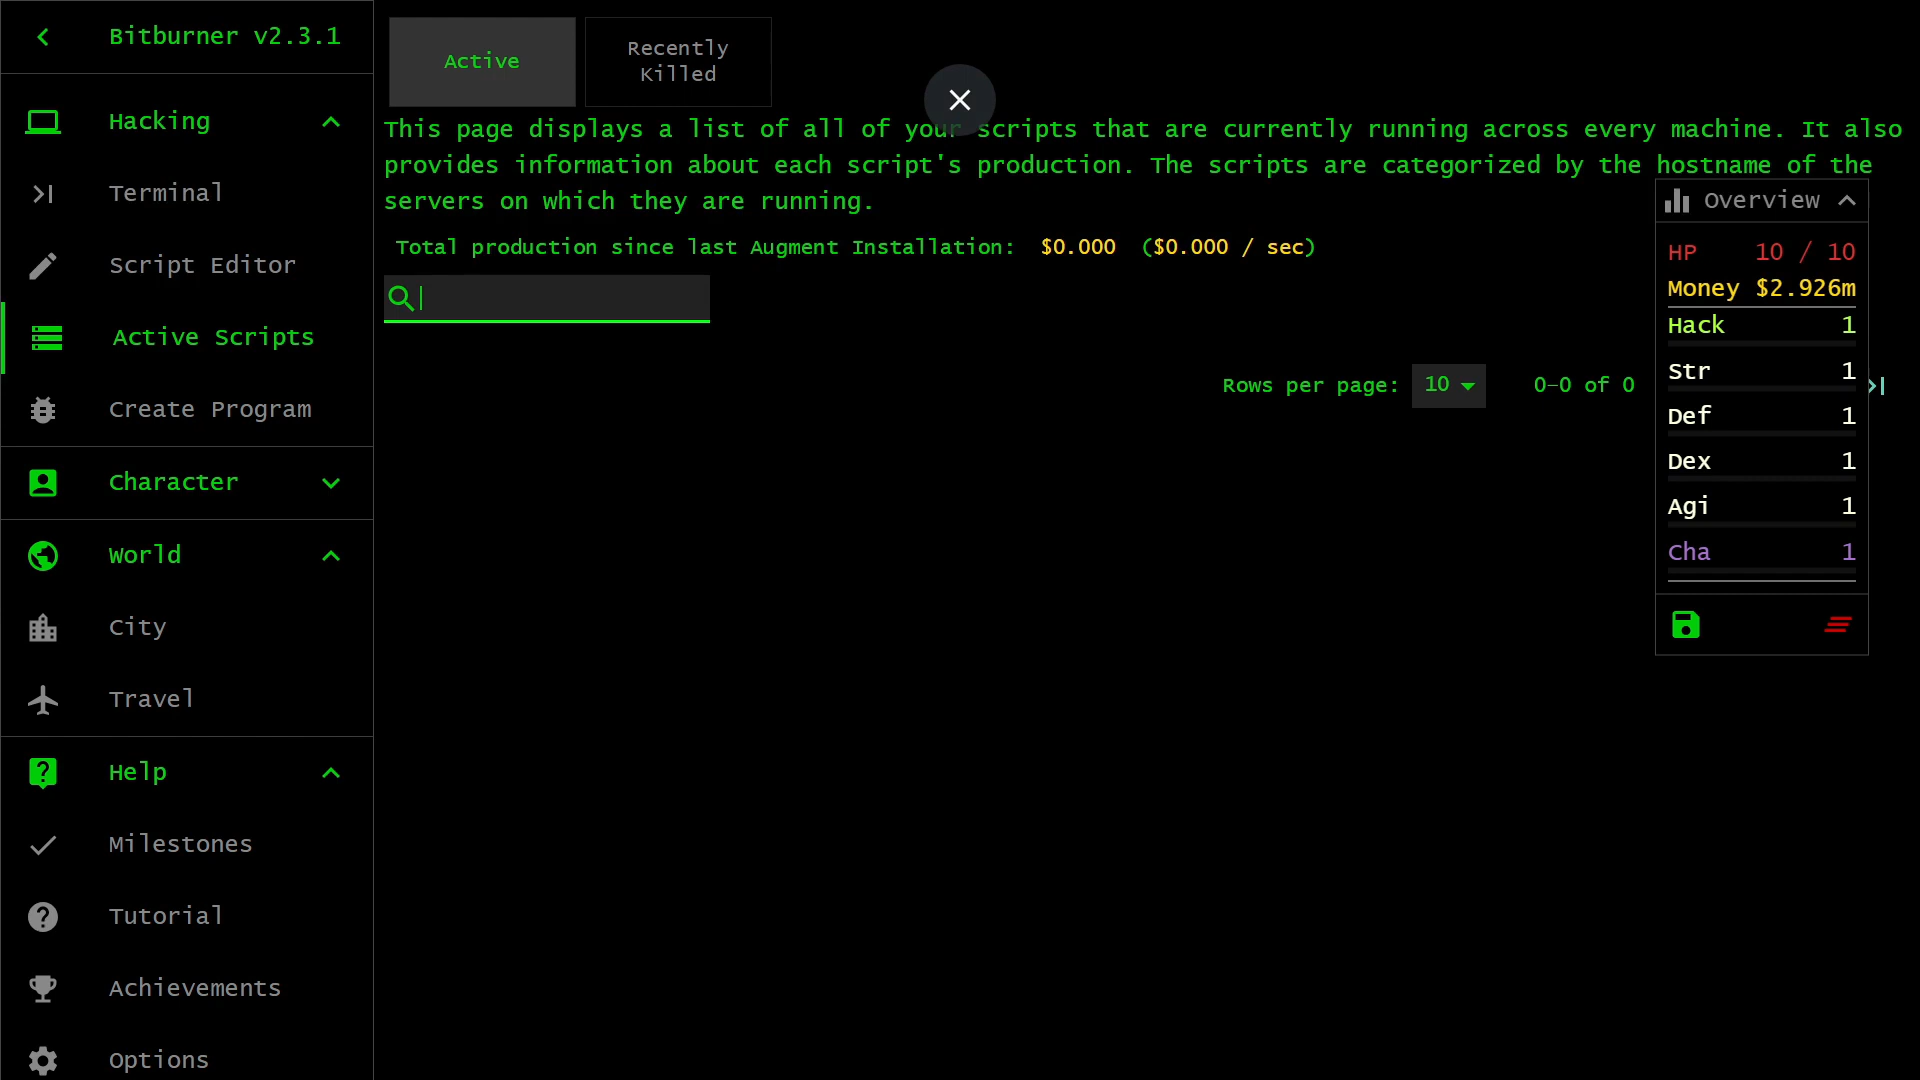 Bitburner v2.3.1
Hacking
Terminal
Script Editor
Active Scripts
Create Program
Character
World
City
Travel
Help
Milestones
Tutorial
Achievements
Options
Active
Recently
Killed
This page displays a list of all of your scripts that are currently running across every machine. It also
provides information about each script's production. The scripts are categorized by the hostname of the
servers on which they are running.
Total production since last Augment Installation: $0.000 ($0.000 / sec)
Rows per page: 10 0-0 of 0
Overview
HP 10 / 10
Money $2.926m
Hack 1
Str 1
Def 1
Dex 1
Agi 1
Cha 1